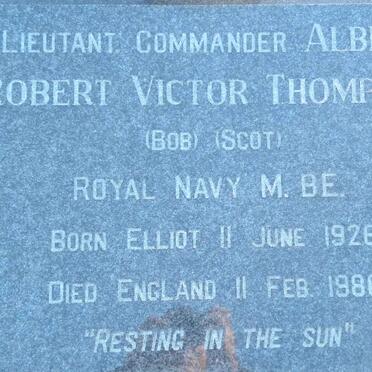 LIEUTANT COMMANDER ALB
ROBERT VICTOR THOMP
(BOB) (SCOT)
ROYAL NAVY M.BE.
BORN ELLIOT 11 JUNE 1926
DIED ENGLAND 11 FEB. 198
"RESTING IN THE SUN"